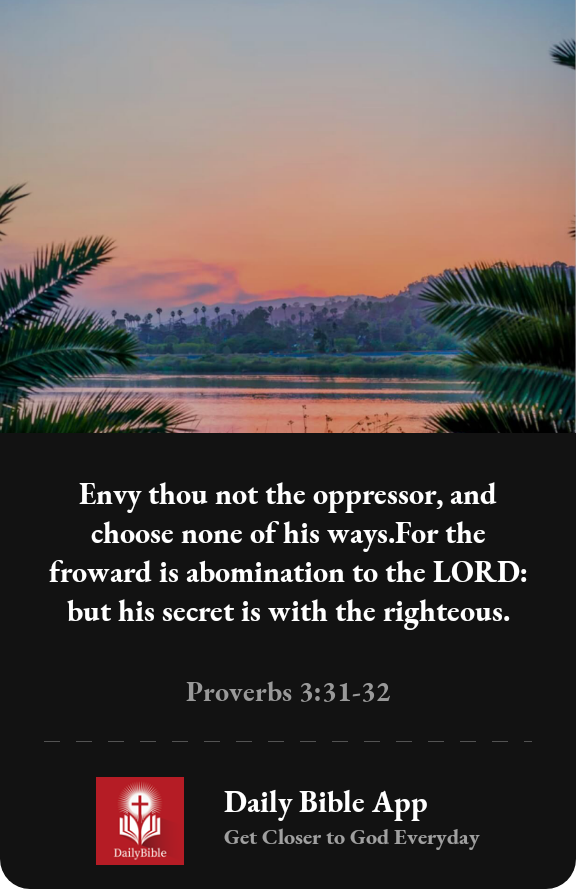 Envy thou not the oppressor, and
choose none of his ways.For the
froward is abomination to the LORD:
but his secret is with the righteous.
Proverbs 3:31-32
DailyBible
Daily Bible App
Get Closer to God Everyday